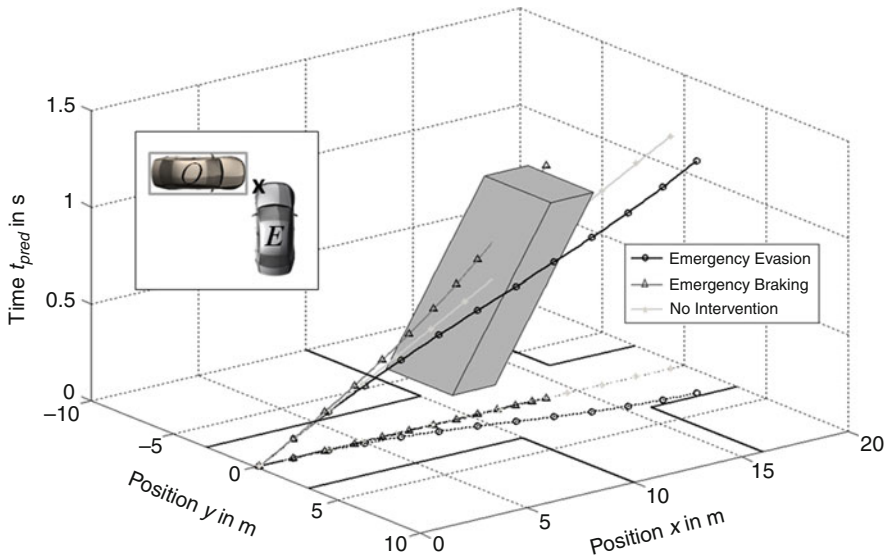 1.5
1
0.5
0
Time t_pred in s
−10
−5
0
5
10
Position y in m
0
5
10
15
20
Position x in m
O
X
E
Emergency Evasion
Emergency Braking
No Intervention